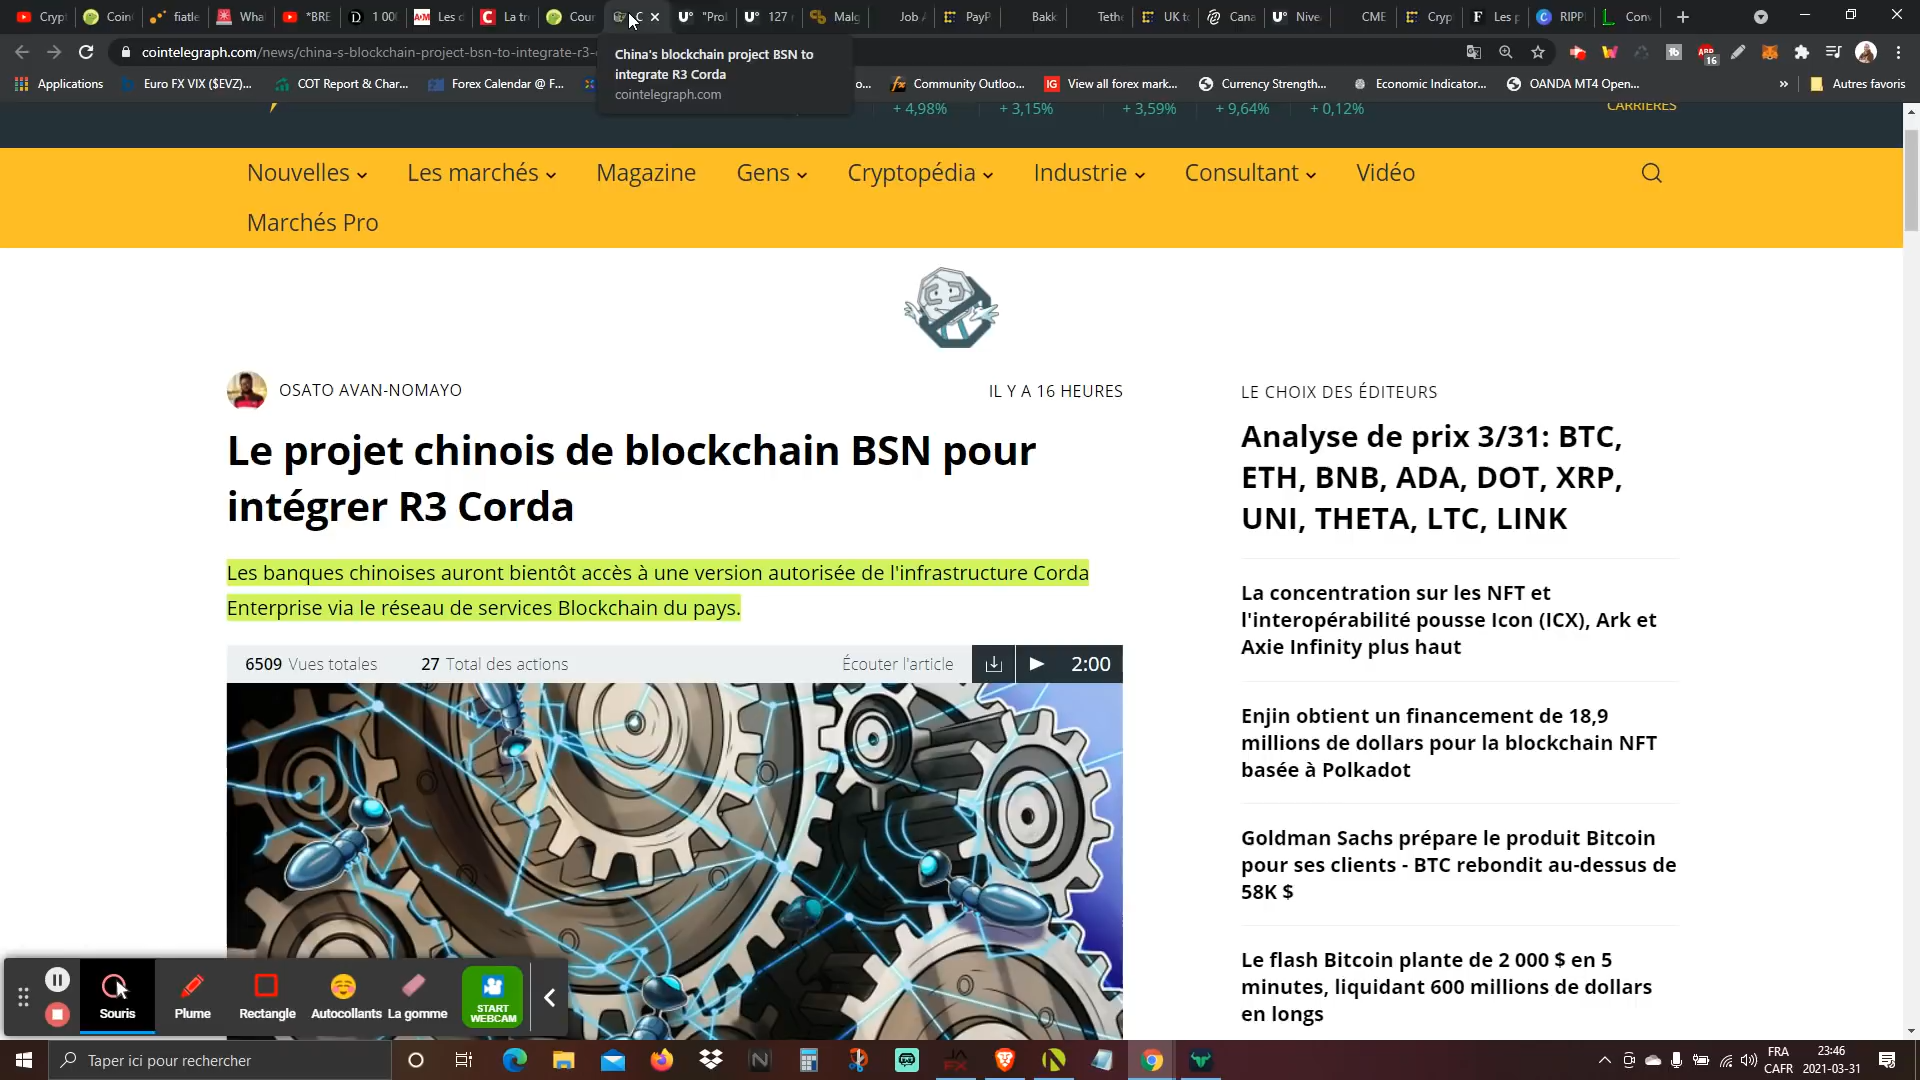 Crypt
Coin
fiatle
Wha
*BRE
1 00
Les c
La tr
Cour
C
"Prol
127
Malg
Job
PayP
Bakk
Teth
UK to
Cana
Nive
CME
Cryp
Les p
RIPPL
Conv
cointelegraph.com/news/china-s-blockchain-project-bsn-to-integrate-r3-c
China's blockchain project BSN to
integrate R3 Corda
cointelegraph.com
Applications
Euro FX VIX ($EVZ)...
COT Report & Char...
Forex Calendar @ F...
o...
Community Outloo...
View all forex mark...
Currency Strength...
Economic Indicator...
OANDA MT4 Open...
»
Autres favoris
+ 4,98%
+ 3,15%
+ 3,59%
+ 9,64%
+ 0,12%
CARRIÈRES
Nouvelles
Les marchés
Magazine
Gens
Cryptopédia
Industrie
Consultant
Vidéo
Marchés Pro
OSATO AVAN-NOMAYO
IL Y A 16 HEURES
Le projet chinois de blockchain BSN pour
intégrer R3 Corda
Les banques chinoises auront bientôt accès à une version autorisée de l'infrastructure Corda
Enterprise via le réseau de services Blockchain du pays.
6509 Vues totales
27 Total des actions
Écouter l'article
2:00
LE CHOIX DES ÉDITEURS
Analyse de prix 3/31: BTC,
ETH, BNB, ADA, DOT, XRP,
UNI, THETA, LTC, LINK
La concentration sur les NFT et
l'interopérabilité pousse Icon (ICX), Ark et
Axie Infinity plus haut
Enjin obtient un financement de 18,9
millions de dollars pour la blockchain NFT
basée à Polkadot
Goldman Sachs prépare le produit Bitcoin
pour ses clients - BTC rebondit au-dessus de
58K $
Le flash Bitcoin plante de 2 000 $ en 5
minutes, liquidant 600 millions de dollars
en longs
Souris
Plume
Rectangle
Autocollants
La gomme
START
WEBCAM
Taper ici pour rechercher
FRA
CAFR
23:46
2021-03-31